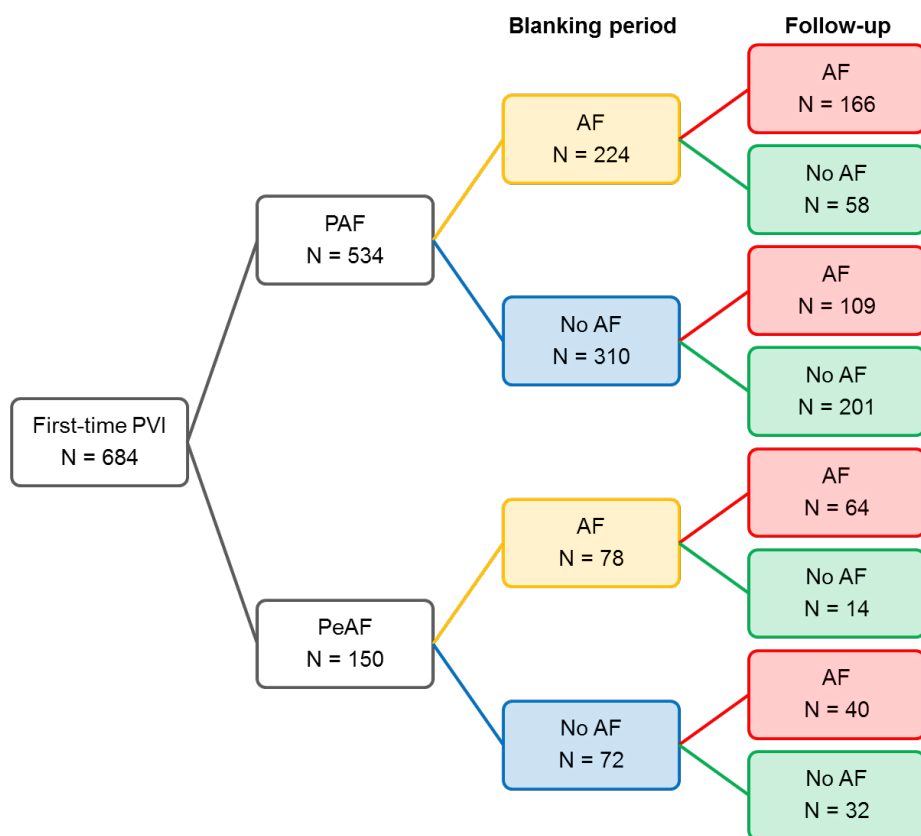 Blanking period
Follow-up
AF
N = 166
AF
N = 224
No AF
N = 58
PAF
N = 534
AF
N = 109
No AF
N = 310
No AF
N = 201
First-time PVI
N = 684
AF
N = 64
AF
N = 78
No AF
N = 14
PeAF
N = 150
AF
N = 40
No AF
N = 72
No AF
N = 32